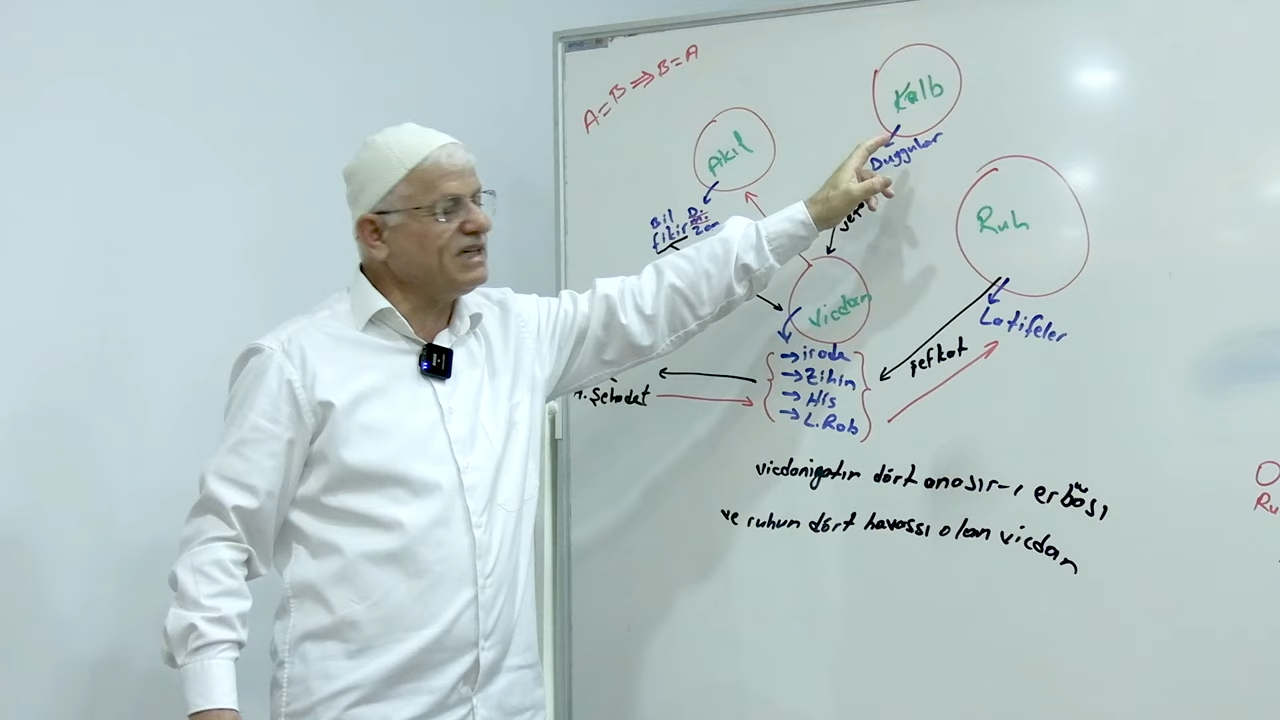 A=B⇒B=A
Kalb
Duygular
Akıl
Bil
fikir
Ruh
Latifeler
Vicdan
şefkat
→irade
→Zihin
→His
→L.Rab
Şehadet
vicdaniyatın dört anasır-ı erbaası
ve ruhun dört havassı olan vicdan
Ru